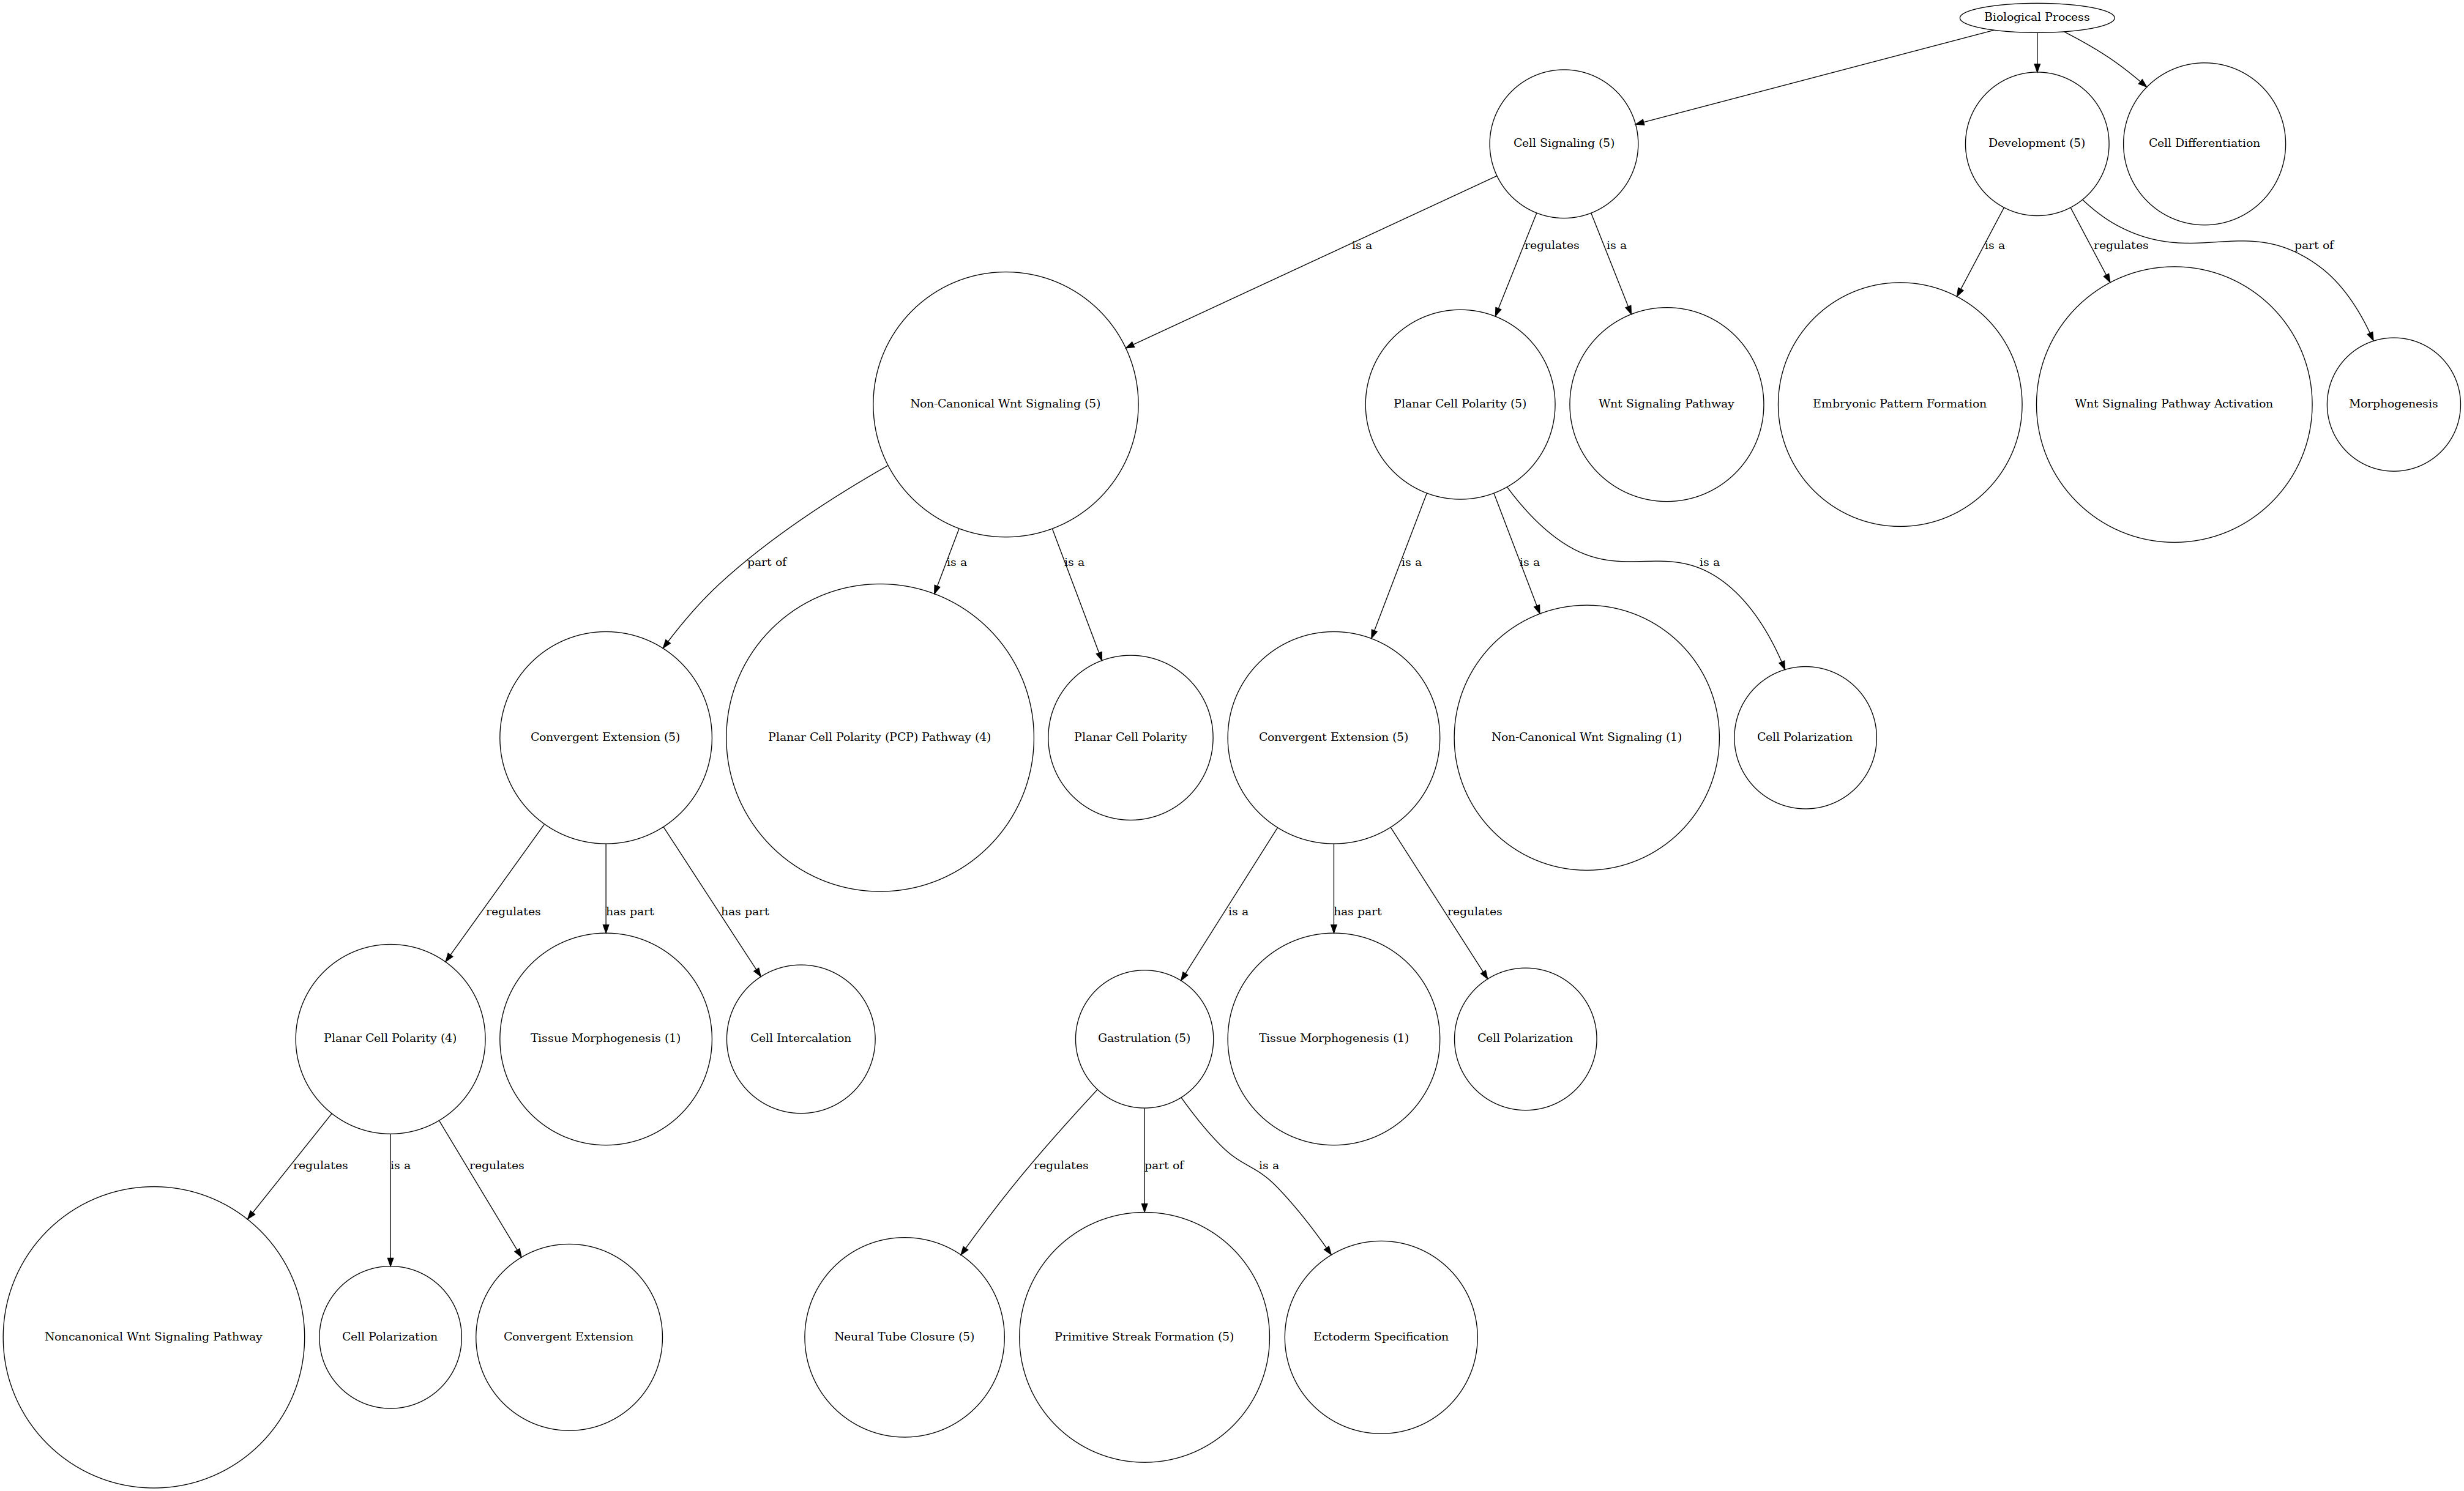 Biological Process
Cell Signaling (5)
Development (5)
Cell Differentiation
is a
regulates
is a
is a
regulates
part of
Non-Canonical Wnt Signaling (5)
Planar Cell Polarity (5)
Wnt Signaling Pathway
Embryonic Pattern Formation
Wnt Signaling Pathway Activation
Morphogenesis
part of
is a
is a
is a
is a
is a
Convergent Extension (5)
Planar Cell Polarity (PCP) Pathway (4)
Planar Cell Polarity
Convergent Extension (5)
Non-Canonical Wnt Signaling (1)
Cell Polarization
regulates
has part
has part
is a
has part
regulates
Planar Cell Polarity (4)
Tissue Morphogenesis (1)
Cell Intercalation
Gastrulation (5)
Tissue Morphogenesis (1)
Cell Polarization
regulates
is a
regulates
regulates
part of
is a
Noncanonical Wnt Signaling Pathway
Cell Polarization
Convergent Extension
Neural Tube Closure (5)
Primitive Streak Formation (5)
Ectoderm Specification